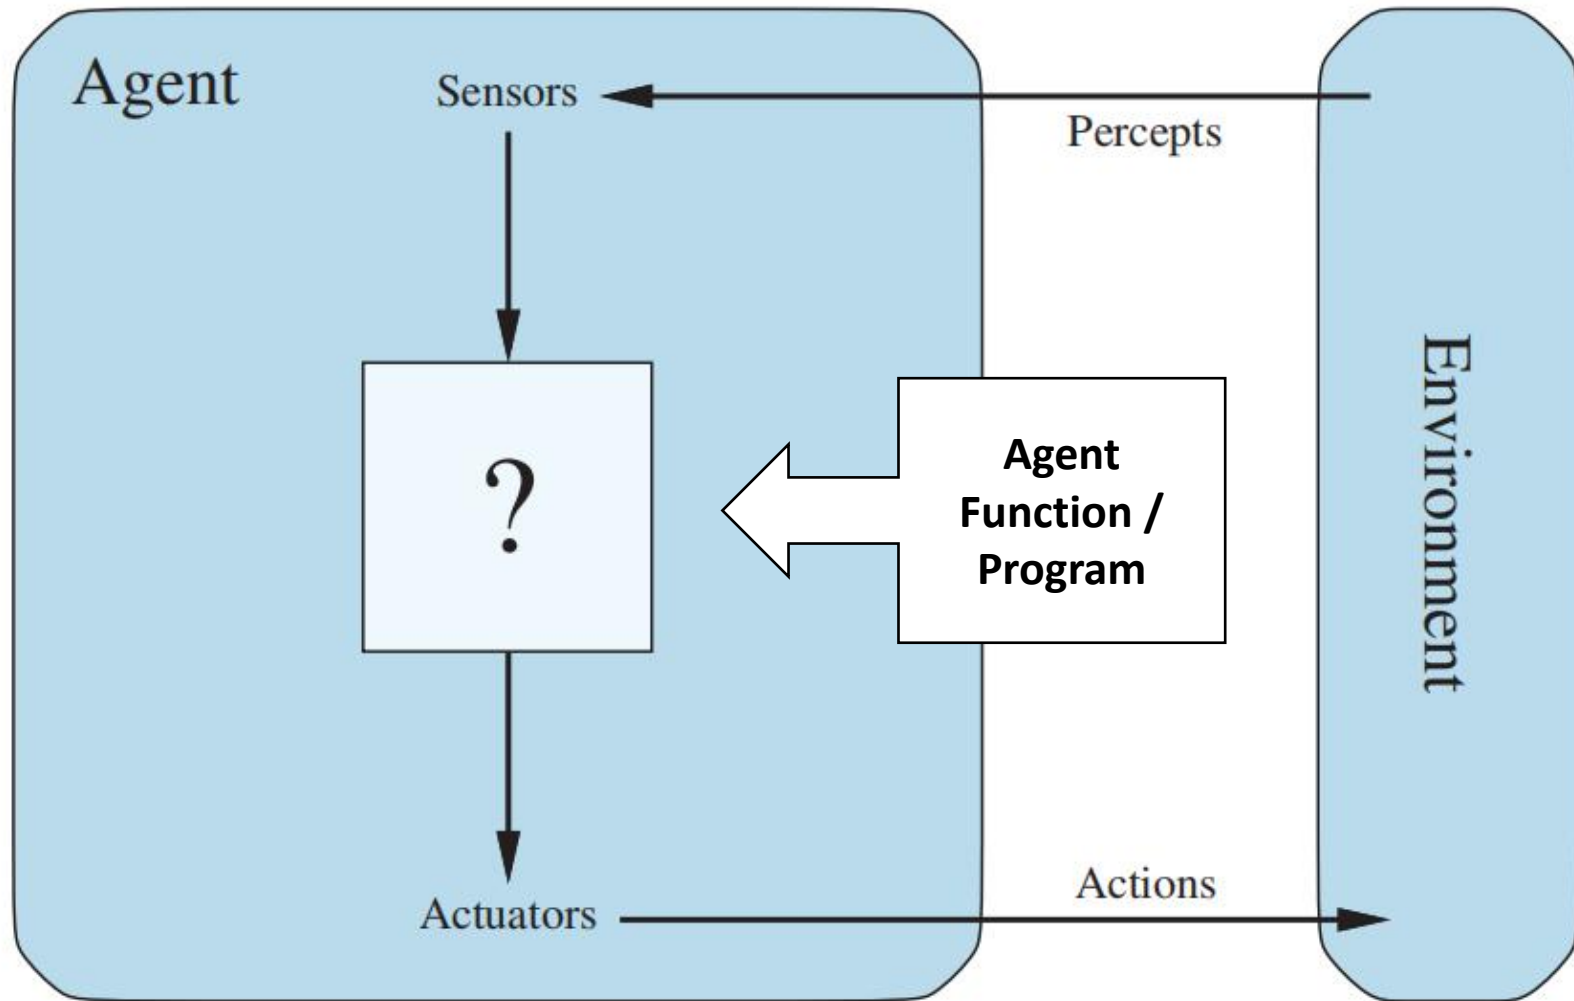 Agent
Sensors
Percepts
?
Agent
Function /
Program
Environment
Actions
Actuators